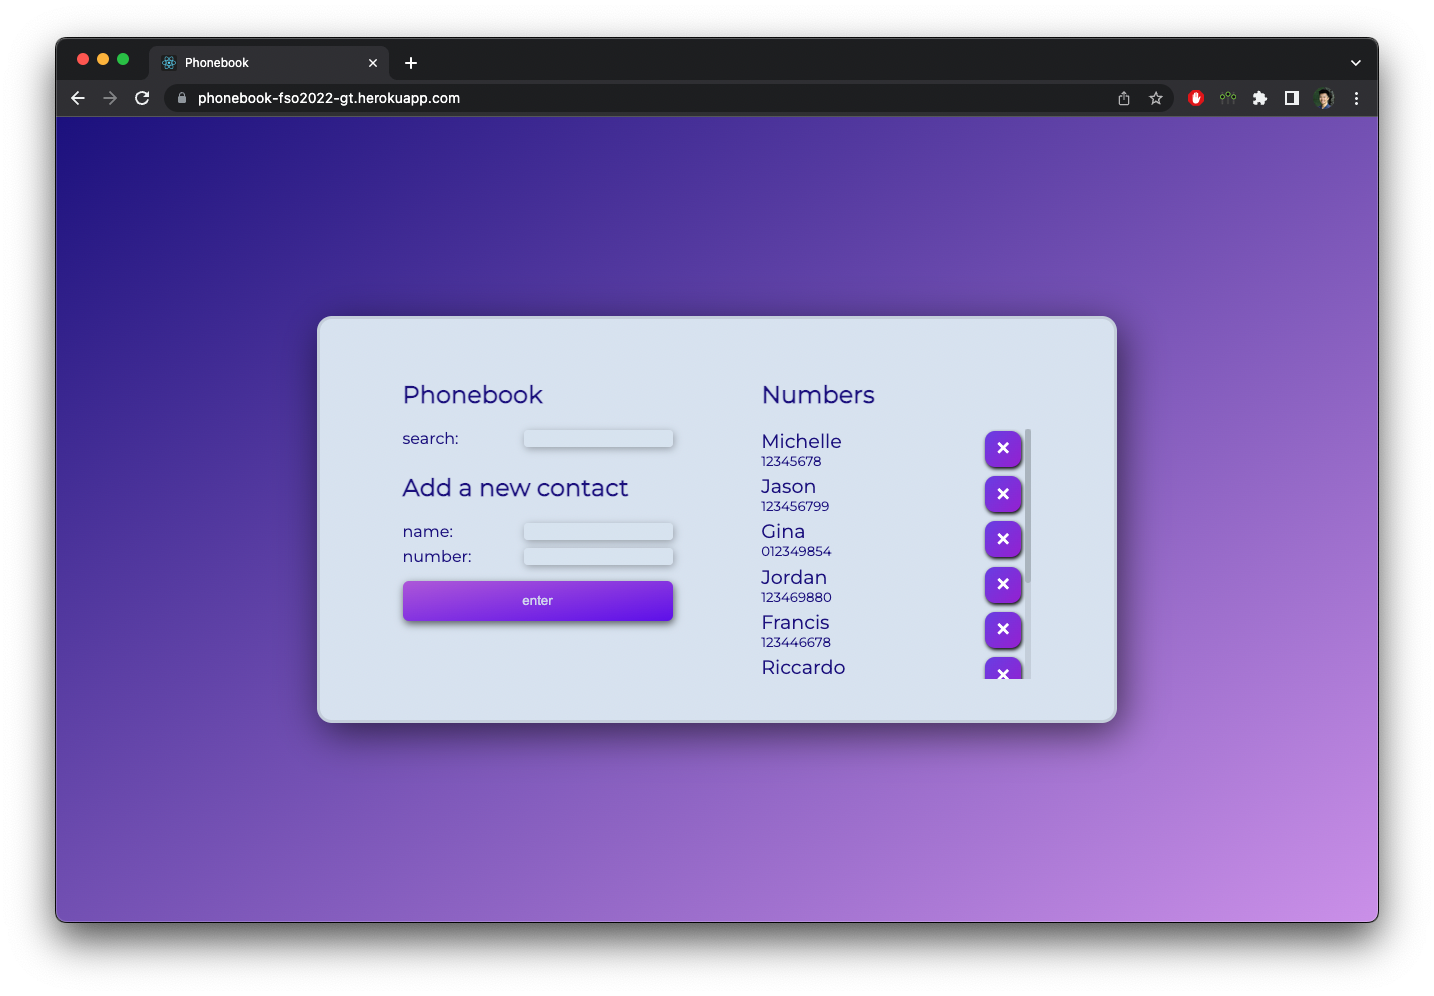 Phonebook
phonebook-fso2022-gt.herokuapp.com
Phonebook
search:
Add a new contact
name:
number:
enter
Numbers
Michelle
12345678
Jason
123456799
Gina
012349854
Jordan
123469880
Francis
123446678
Riccardo